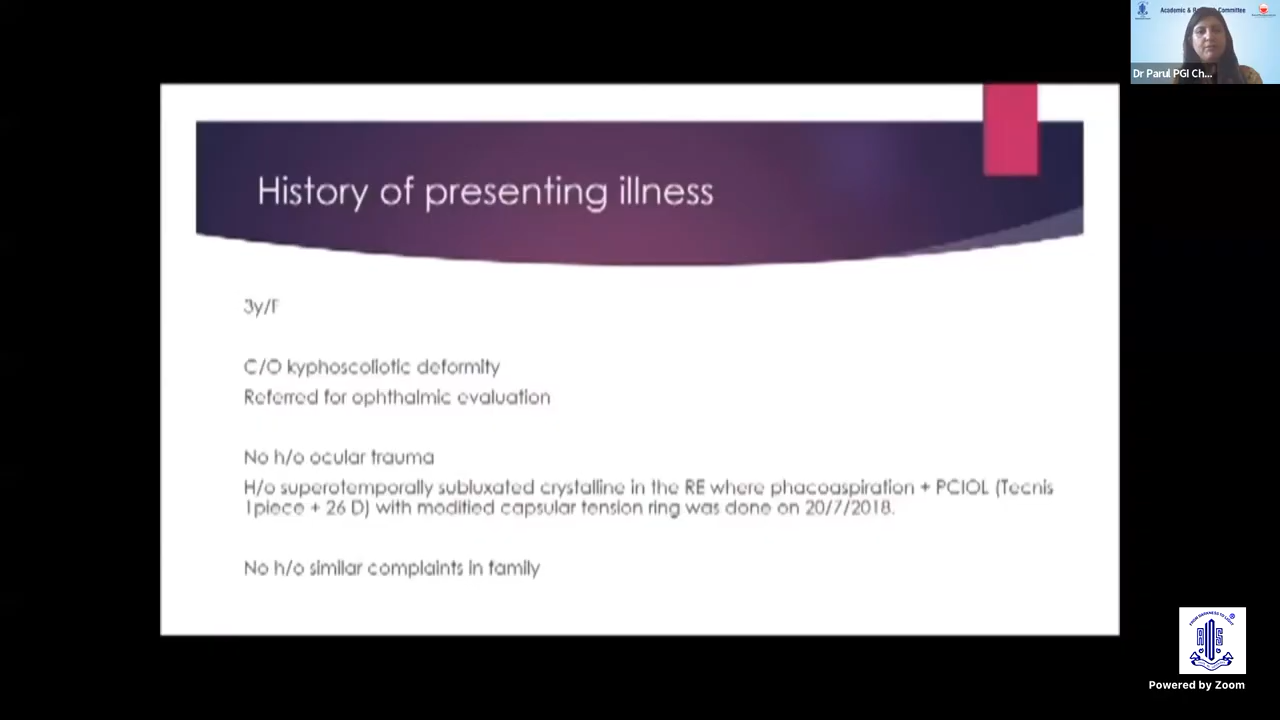 Academic & Re Committee
Dr Parul PGI Ch...
History of presenting illness
3y/F
C/O kyphoscoliotic deformity
Referred for ophthalmic evaluation
No h/o ocular trauma
H/o superotemporally subluxated crystalline in the RE where phacoaspiration + PCIOL (Tecnis
1piece + 26 D) with modified capsular tension ring was done on 20/7/2018.
No h/o similar complaints in family
Powered by Zoom